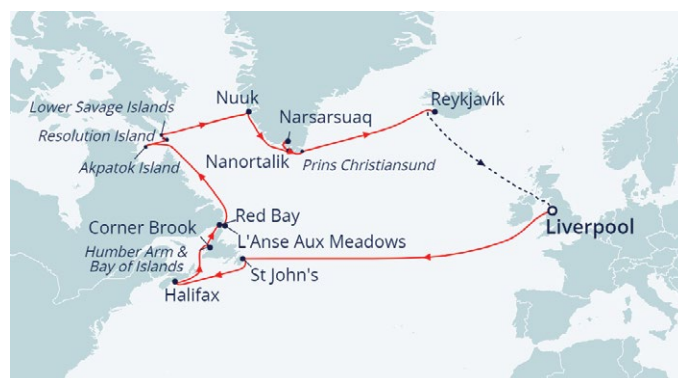 Lower Savage Islands
Nuuk
Narsarsuaq
Reykjavík
Resolution Island
Akpatok Island
Nanortalik
Prins Christiansund
Red Bay
Corner Brook
L'Anse Aux Meadows
Humber Arm &
Bay of Islands
Liverpool
St John's
Halifax